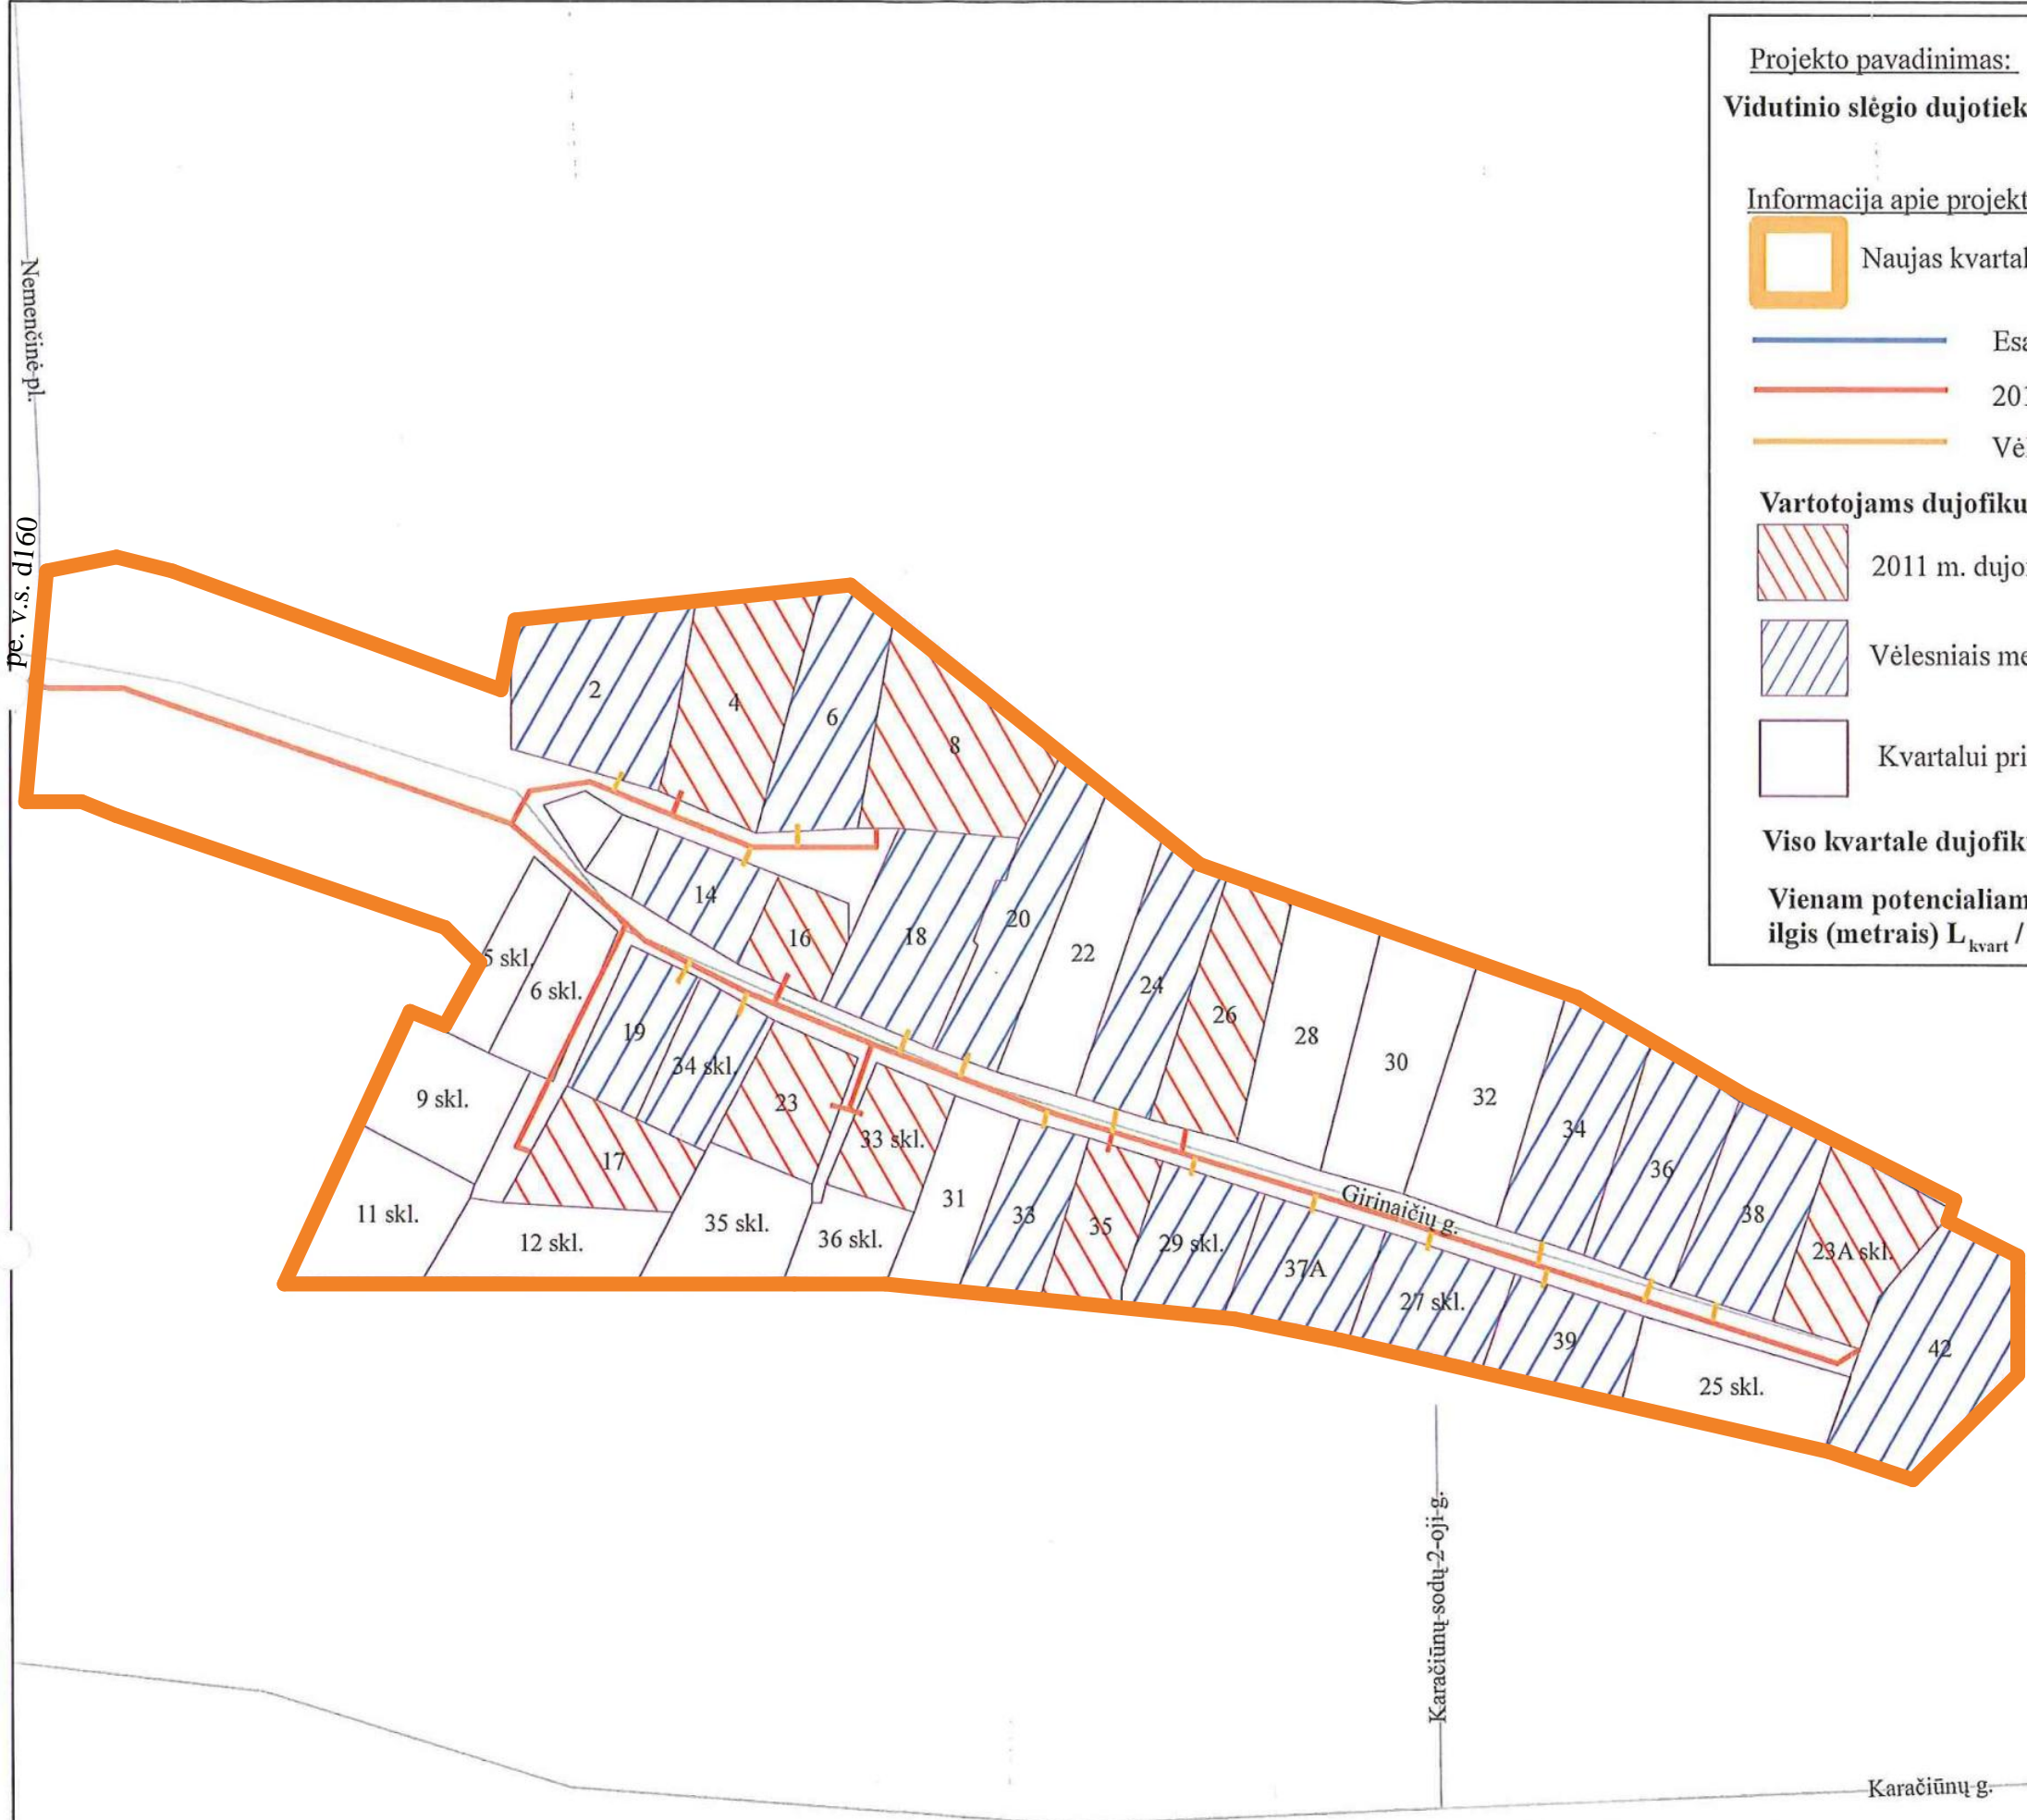 Projekto pavadinimas:
Vidutinio slėgio dujotiek
Informacija apie projekt
Naujas kvartal
Esa
201
Vėl
Vartotojams dujofiku
2011 m. dujo
Vėlesniais me
Kvartalui pri
Viso kvartale dujofik
Vienam potencialiam
ilgis (metrais) L kvart /
Nemenčinė pl.
pe. v.s. d160
2
4
6
8
14
16
18
20
22
24
26
28
30
32
34
36
38
23A skl.
42
5 skl.
6 skl.
9 skl.
11 skl.
12 skl.
17
19
34 skl.
23
33 skl.
35 skl.
36 skl.
31
33
35
29 skl.
37A
27 skl.
39
25 skl.
Girinaičių g.
Karačiūnų sodų 2-oji g.
Karačiūnų g.